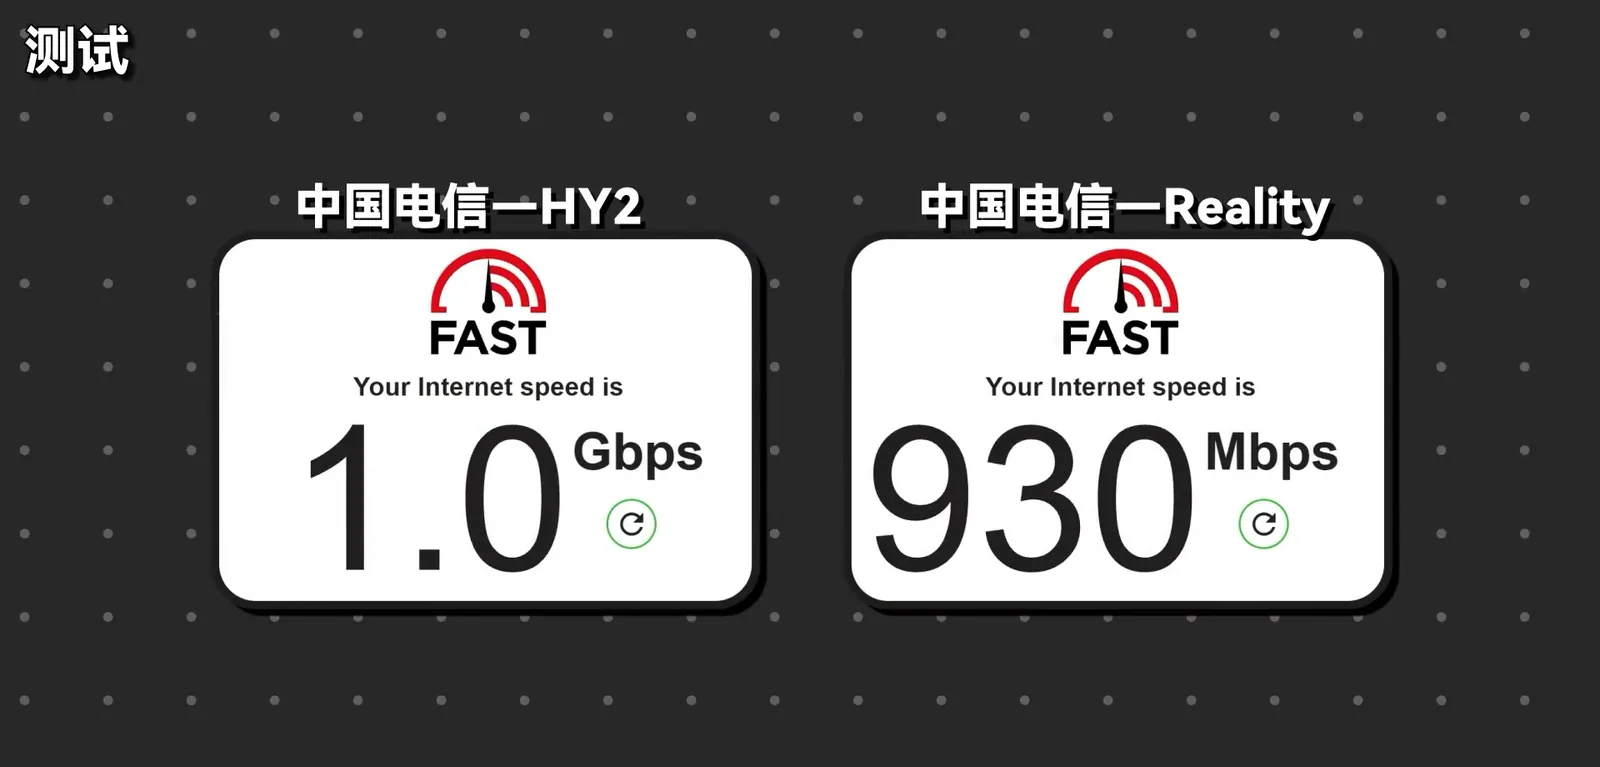 测试
中国电信—HY2
FAST
Your Internet speed is
1.0 Gbps
中国电信—Reality
FAST
Your Internet speed is
930 Mbps